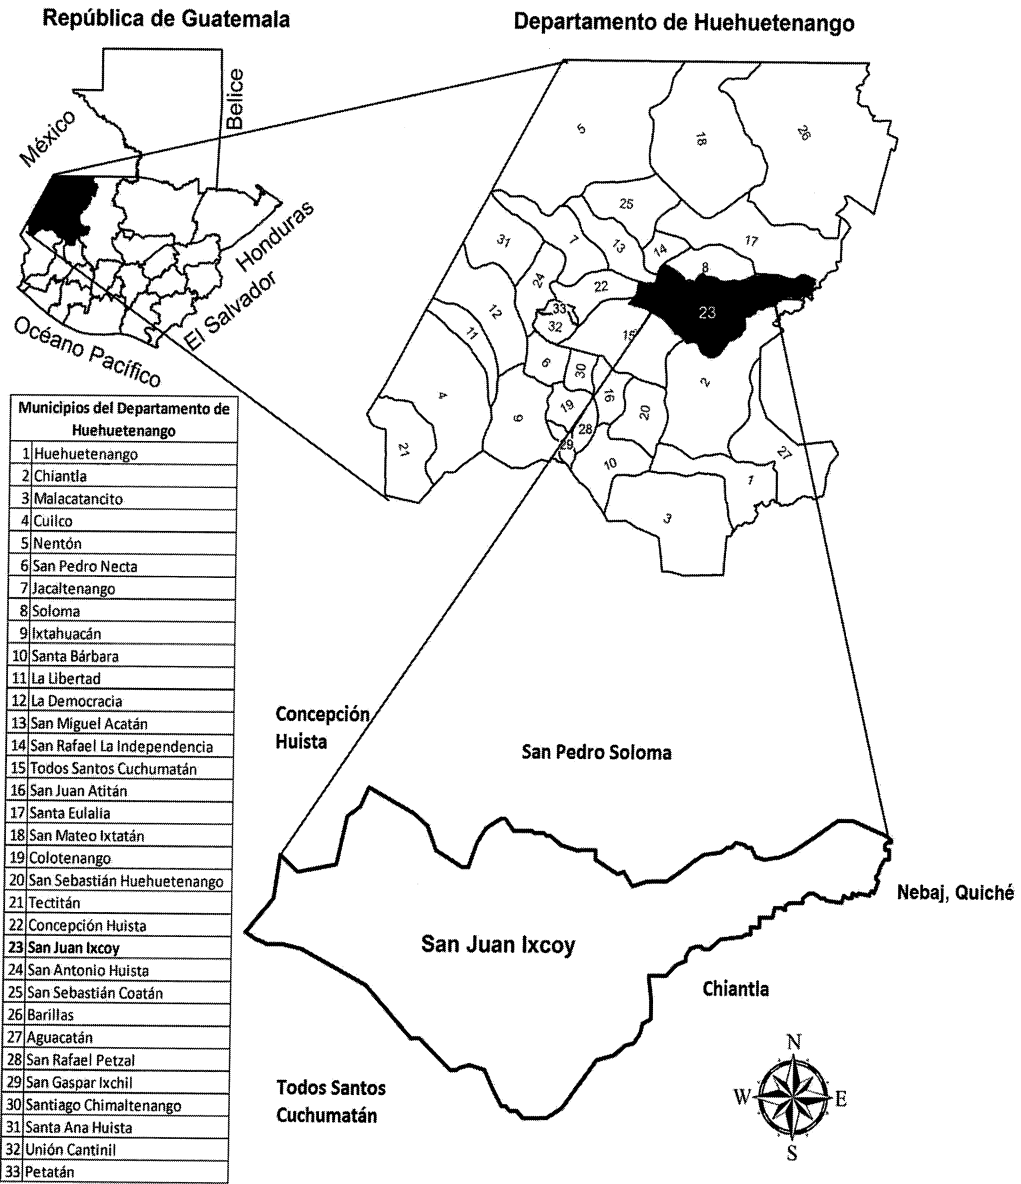 República de Guatemala
Departamento de Huehuetenango
México
Belice
Honduras
El Salvador
Océano Pacífico
5
18
26
25
31
7
13
14
17
8
24
22
23
12
33
32
11
15
6
30
2
4
9
19
16
20
28
21
29
10
27
1
3
Municipios del Departamento de
Huehuetenango
1 Huehuetenango
2 Chiantla
3 Malacatancito
4 Cuilco
5 Nentón
6 San Pedro Necta
7 Jacaltenango
8 Soloma
9 Ixtahuacán
10 Santa Bárbara
11 La Libertad
12 La Democracia
13 San Miguel Acatán
14 San Rafael La Independencia
15 Todos Santos Cuchumatán
16 San Juan Atitán
17 Santa Eulalia
18 San Mateo Ixtatán
19 Colotenango
20 San Sebastián Huehuetenango
21 Tectitán
22 Concepción Huista
23 San Juan Ixcoy
24 San Antonio Huista
25 San Sebastián Coatán
26 Barillas
27 Aguacatán
28 San Rafael Petzal
29 San Gaspar Ixchil
30 Santiago Chimaltenango
31 Santa Ana Huista
32 Unión Cantinil
33 Petatán
Concepción
Huista
San Pedro Soloma
Nebaj, Quiché
San Juan Ixcoy
Chiantla
Todos Santos
Cuchumatán
N
W
E
S